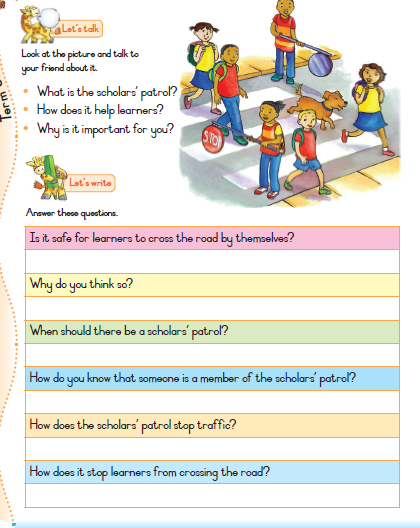 Let's talk
Look at the picture and talk to
your friend about it.
• What is the scholars' patrol?
• How does it help learners?
• Why is it important for you?
STOP
Let's write
Answer these questions.
Is it safe for learners to cross the road by themselves?
Why do you think so?
When should there be a scholars' patrol?
How do you know that someone is a member of the scholars' patrol?
How does the scholars' patrol stop traffic?
How does it stop learners from crossing the road?